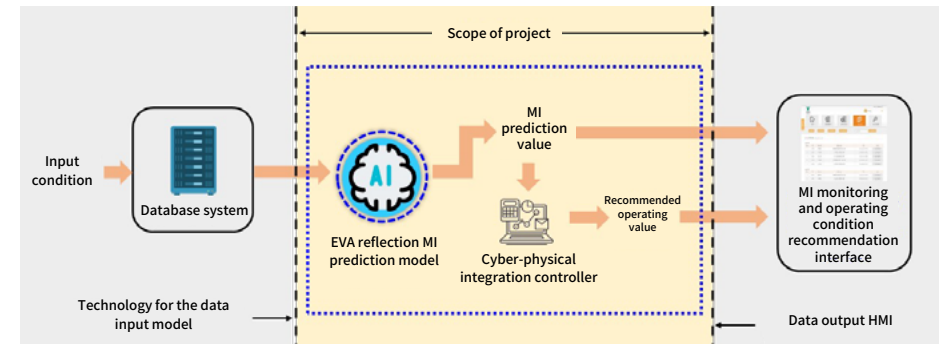 Scope of project
Input
condition
Database system
AI
EVA reflection MI
prediction model
MI
prediction
value
Cyber-physical
integration controller
Recommended
operating
value
MI monitoring
and operating
condition
recommendation
interface
Technology for the data
input model
Data output HMI